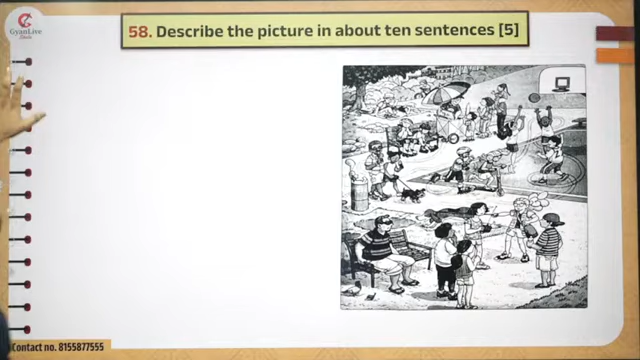 GyanLive
58. Describe the picture in about ten sentences [5]
Contact no. 8155877555